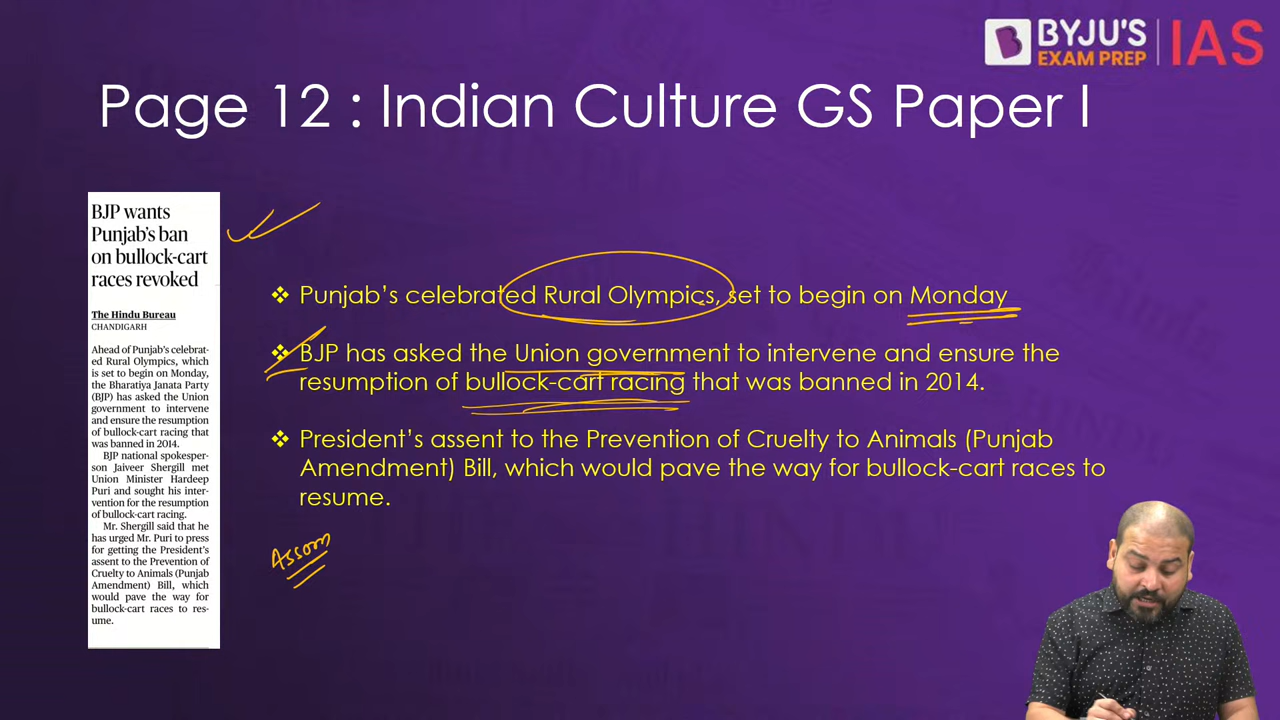 BYJU'S
EXAM PREP
IAS
Page 12 : Indian Culture GS Paper I
BJP wants
Punjab's ban
on bullock-cart
races revoked
The Hindu Bureau
CHANDIGARH
Ahead of Punjab's celebrat-
ed Rural Olympics, which
is set to begin on Monday,
the Bharatiya Janata Party
(BJP) has asked the Union
government to intervene
and ensure the resumption
of bullock-cart racing that
was banned in 2014.
BJP national spokesper-
son Jaiveer Shergill met
Union Minister Hardeep
Puri and sought his inter-
vention for the resumption
of bullock-cart racing.
Mr. Shergill said that he
has urged Mr. Puri to press
for getting the President's
assent to the Prevention of
Cruelty to Animals (Punjab
Amendment) Bill, which
would pave the way for
bullock-cart races to res-
ume.
❖ Punjab's celebrated Rural Olympics, set to begin on Monday
❖ BJP has asked the Union government to intervene and ensure the
resumption of bullock-cart racing that was banned in 2014.
❖ President's assent to the Prevention of Cruelty to Animals (Punjab
Amendment) Bill, which would pave the way for bullock-cart races to
resume.
Assom